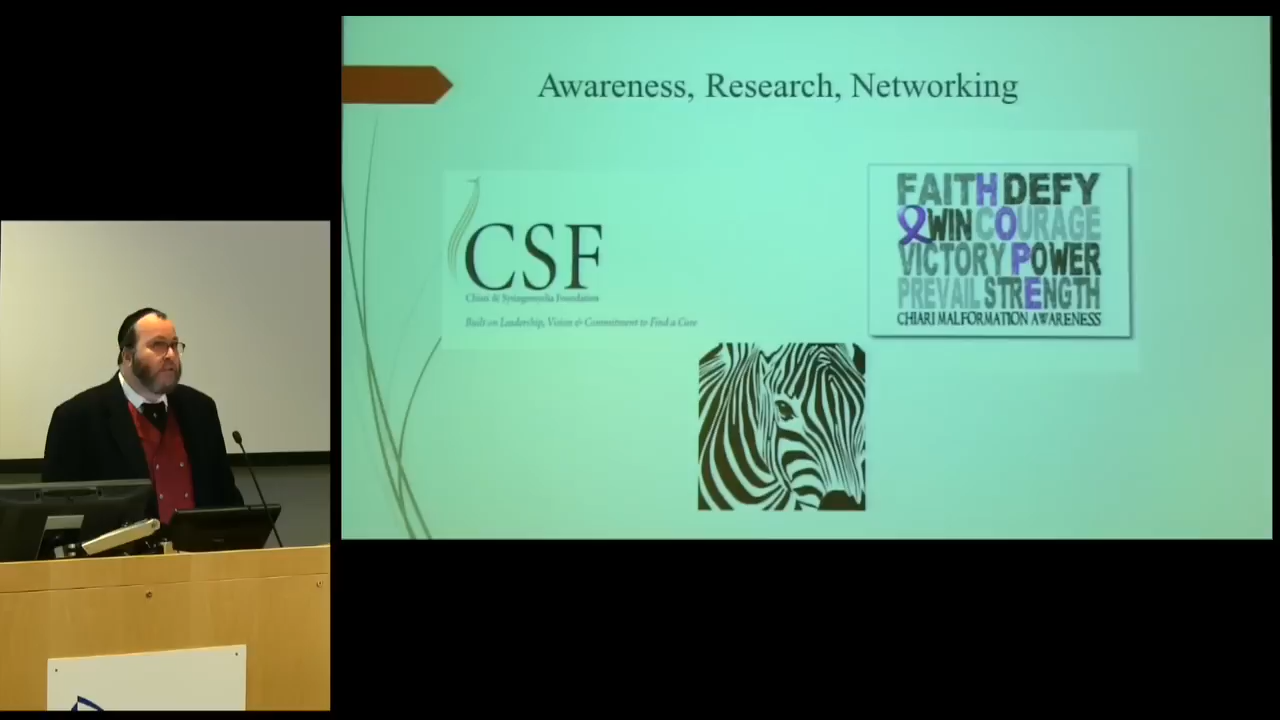 Awareness, Research, Networking
CSF
Chiari & Syringomyelia Foundation
Built on Leadership, Vision & Commitment to Find a Cure
FAITH DEFY
WIN COURAGE
VICTORY POWER
PREVAIL STRENGTH
CHIARI MALFORMATION AWARENESS